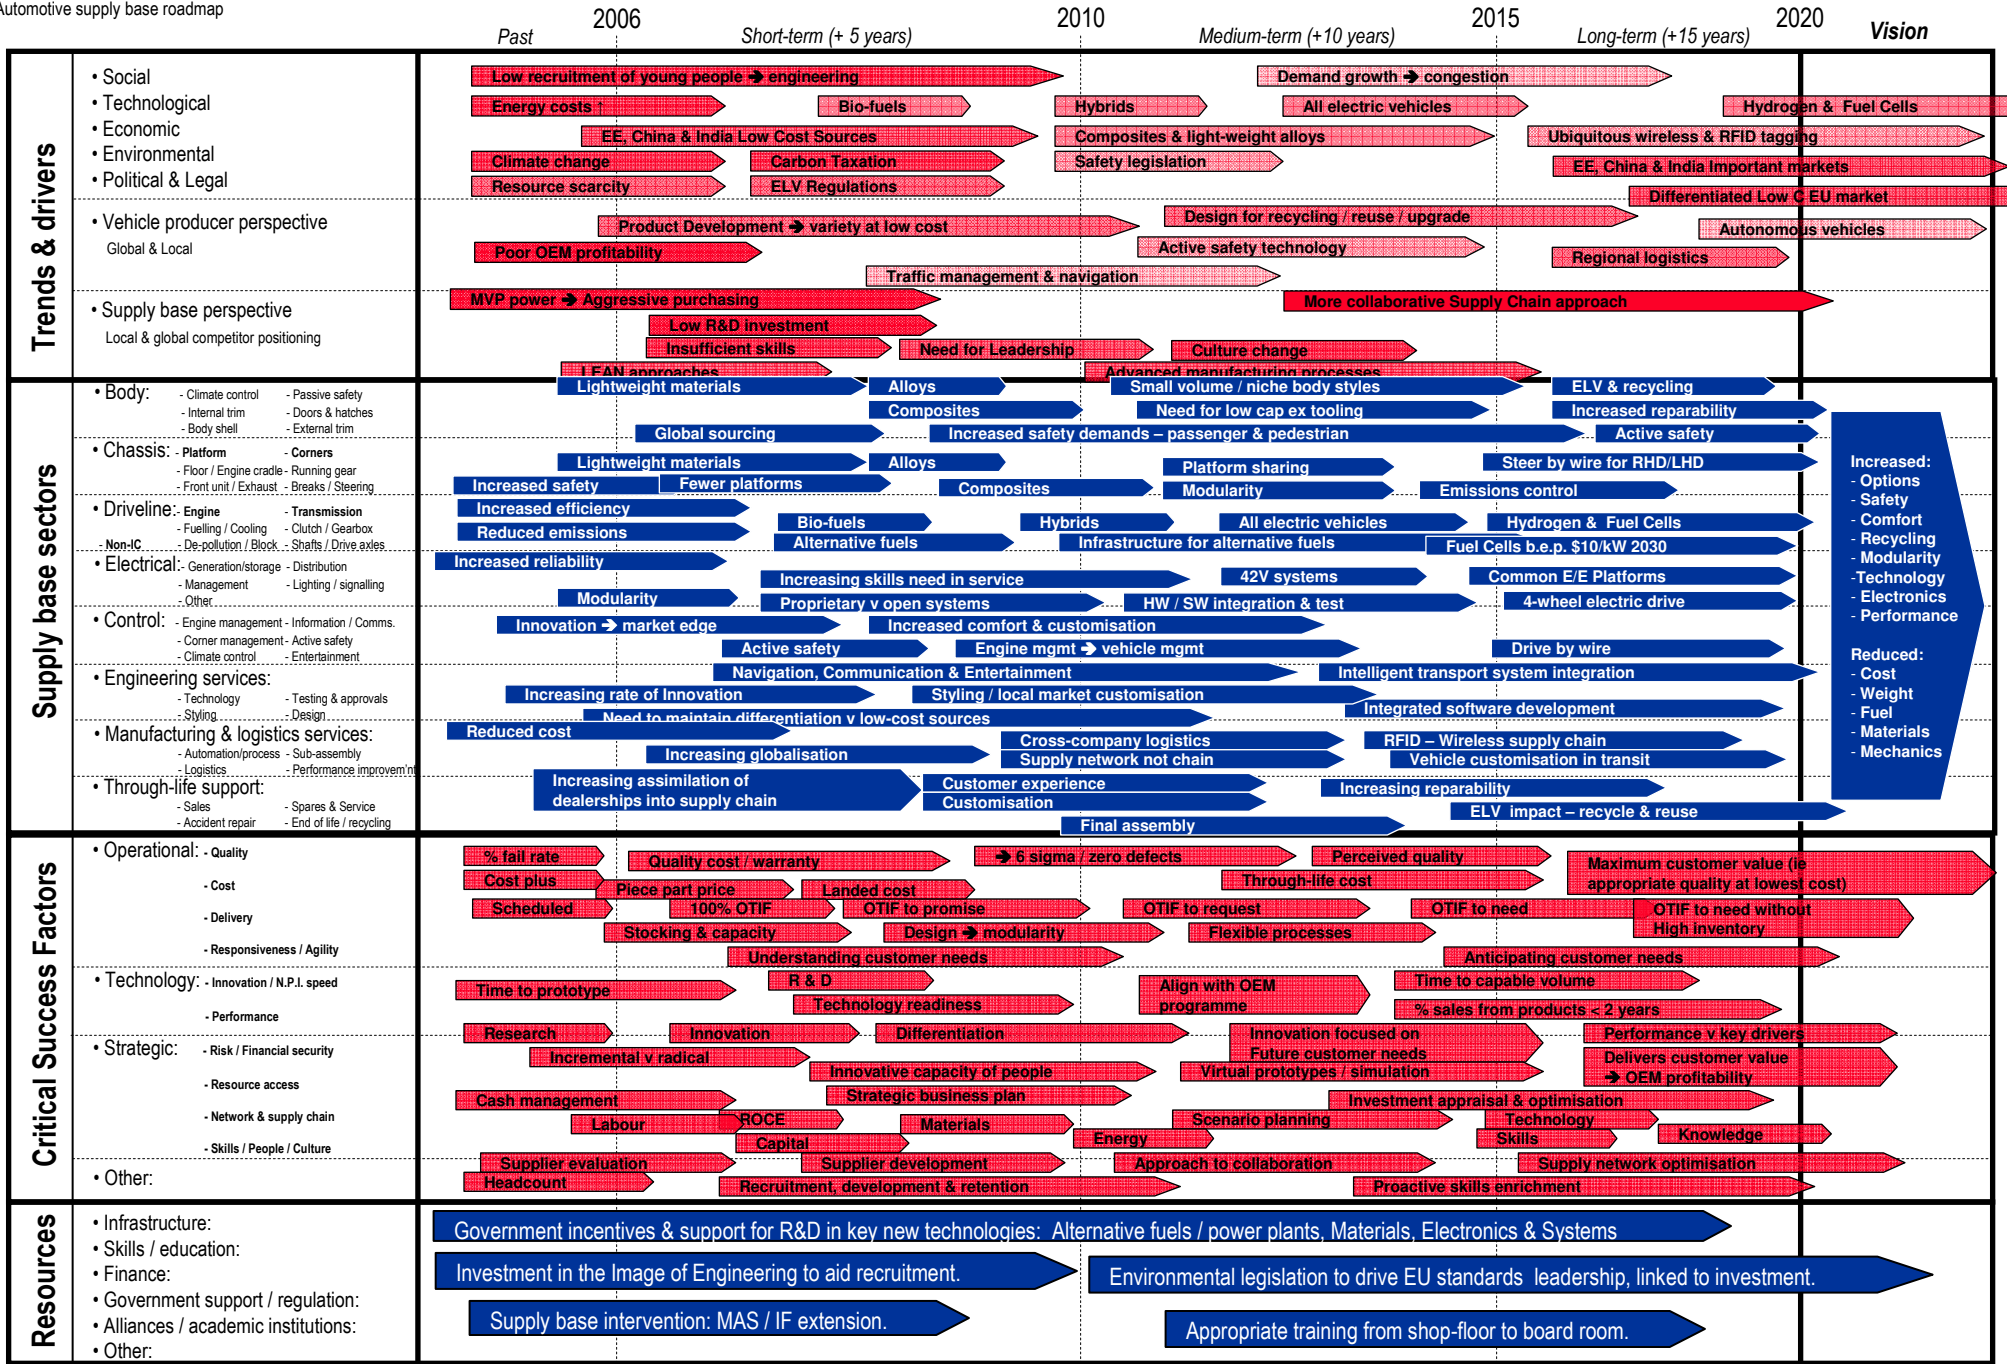 Automotive supply base roadmap
2006 2010 2015 2020
Past Short-term (+ 5 years) Medium-term (+10 years) Long-term (+15 years) Vision
Trends & drivers
• Social
• Technological
• Economic
• Environmental
• Political & Legal
Low recruitment of young people ➔ engineering
Demand growth ➔ congestion
Energy costs ↑
Bio-fuels
Hybrids
All electric vehicles
Hydrogen & Fuel Cells
EE, China & India Low Cost Sources
Composites & light-weight alloys
Ubiquitous wireless & RFID tagging
Climate change
Carbon Taxation
Safety legislation
EE, China & India Important markets
Resource scarcity
ELV Regulations
Differentiated Low C EU market
• Vehicle producer perspective
Global & Local
Product Development ➔ variety at low cost
Design for recycling / reuse / upgrade
Autonomous vehicles
Poor OEM profitability
Active safety technology
Regional logistics
Traffic management & navigation
• Supply base perspective
Local & global competitor positioning
MVP power ➔ Aggressive purchasing
More collaborative Supply Chain approach
Low R&D investment
Insufficient skills
Need for Leadership
Culture change
LEAN approaches
Advanced manufacturing processes
Supply base sectors
• Body: - Climate control - Passive safety
- Internal trim - Doors & hatches
- Body shell - External trim
Lightweight materials
Alloys
Small volume / niche body styles
ELV & recycling
Composites
Need for low cap ex tooling
Increased reparability
Global sourcing
Increased safety demands – passenger & pedestrian
Active safety
• Chassis: - Platform - Corners
- Floor / Engine cradle - Running gear
- Front unit / Exhaust - Breaks / Steering
Lightweight materials
Alloys
Platform sharing
Steer by wire for RHD/LHD
Increased safety
Fewer platforms
Composites
Modularity
Emissions control
• Driveline: - Engine - Transmission
- Fuelling / Cooling - Clutch / Gearbox
- Non-IC - De-pollution / Block - Shafts / Drive axles
Increased efficiency
Bio-fuels
Hybrids
All electric vehicles
Hydrogen & Fuel Cells
Reduced emissions
Alternative fuels
Infrastructure for alternative fuels
Fuel Cells b.e.p. $10/kW 2030
• Electrical: - Generation/storage - Distribution
- Management - Lighting / signalling
- Other
Increased reliability
Increasing skills need in service
42V systems
Common E/E Platforms
Modularity
Proprietary v open systems
HW / SW integration & test
4-wheel electric drive
• Control: - Engine management - Information / Comms.
- Corner management - Active safety
- Climate control - Entertainment
Innovation ➔ market edge
Increased comfort & customisation
Active safety
Engine mgmt ➔ vehicle mgmt
Drive by wire
• Engineering services:
- Technology - Testing & approvals
- Styling - Design
Navigation, Communication & Entertainment
Intelligent transport system integration
Increasing rate of Innovation
Styling / local market customisation
Need to maintain differentiation v low-cost sources
Integrated software development
• Manufacturing & logistics services:
- Automation/process - Sub-assembly
- Logistics - Performance improvem'nt
Reduced cost
Cross-company logistics
RFID – Wireless supply chain
Increasing globalisation
Supply network not chain
Vehicle customisation in transit
• Through-life support:
- Sales - Spares & Service
- Accident repair - End of life / recycling
Increasing assimilation of
dealerships into supply chain
Customer experience
Increasing reparability
Customisation
ELV impact – recycle & reuse
Final assembly
Increased:
- Options
- Safety
- Comfort
- Recycling
- Modularity
-Technology
- Electronics
- Performance
Reduced:
- Cost
- Weight
- Fuel
- Materials
- Mechanics
Critical Success Factors
• Operational: - Quality
- Cost
- Delivery
- Responsiveness / Agility
% fail rate
Quality cost / warranty
➔ 6 sigma / zero defects
Perceived quality
Maximum customer value (ie
appropriate quality at lowest cost)
Cost plus
Piece part price
Landed cost
Through-life cost
Scheduled
100% OTIF
OTIF to promise
OTIF to request
OTIF to need
OTIF to need without
High inventory
Stocking & capacity
Design ➔ modularity
Flexible processes
Understanding customer needs
Anticipating customer needs
• Technology: - Innovation / N.P.I. speed
- Performance
Time to prototype
R & D
Technology readiness
Align with OEM
programme
Time to capable volume
% sales from products < 2 years
Research
Innovation
Differentiation
Innovation focused on
Future customer needs
Performance v key drivers
• Strategic: - Risk / Financial security
- Resource access
- Network & supply chain
- Skills / People / Culture
Incremental v radical
Innovative capacity of people
Virtual prototypes / simulation
Delivers customer value
➔ OEM profitability
Cash management
Strategic business plan
Investment appraisal & optimisation
Labour
ROCE
Materials
Scenario planning
Technology
Capital
Energy
Skills
Knowledge
Supplier evaluation
Supplier development
Approach to collaboration
Supply network optimisation
• Other:
Headcount
Recruitment, development & retention
Proactive skills enrichment
Resources
• Infrastructure:
• Skills / education:
• Finance:
• Government support / regulation:
• Alliances / academic institutions:
• Other:
Government incentives & support for R&D in key new technologies: Alternative fuels / power plants, Materials, Electronics & Systems
Investment in the Image of Engineering to aid recruitment.
Environmental legislation to drive EU standards leadership, linked to investment.
Supply base intervention: MAS / IF extension.
Appropriate training from shop-floor to board room.